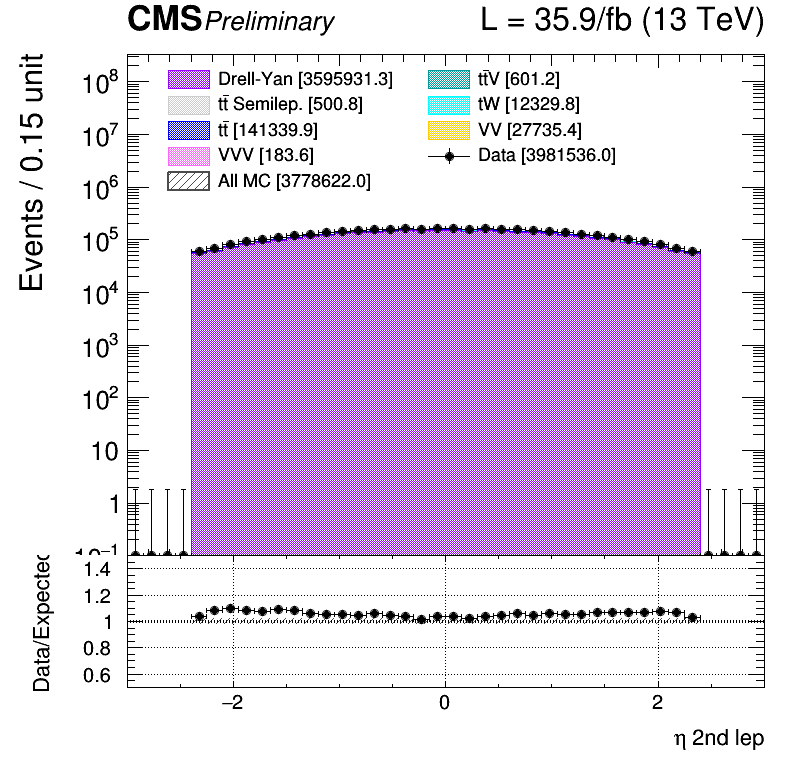 CMS Preliminary L = 35.9/fb (13 TeV)
Events / 0.15 unit
Drell-Yan [3595931.3]
tt̄ Semilep. [500.8]
tt̄ [141339.9]
VVV [183.6]
All MC [3778622.0]
tt̄V [601.2]
tW [12329.8]
VV [27735.4]
Data [3981536.0]
10⁸
10⁷
10⁶
10⁵
10⁴
10³
10²
10
1
10⁻¹
Data/Expected
1.4
1.2
1
0.8
0.6
−2 0 2
η 2nd lep